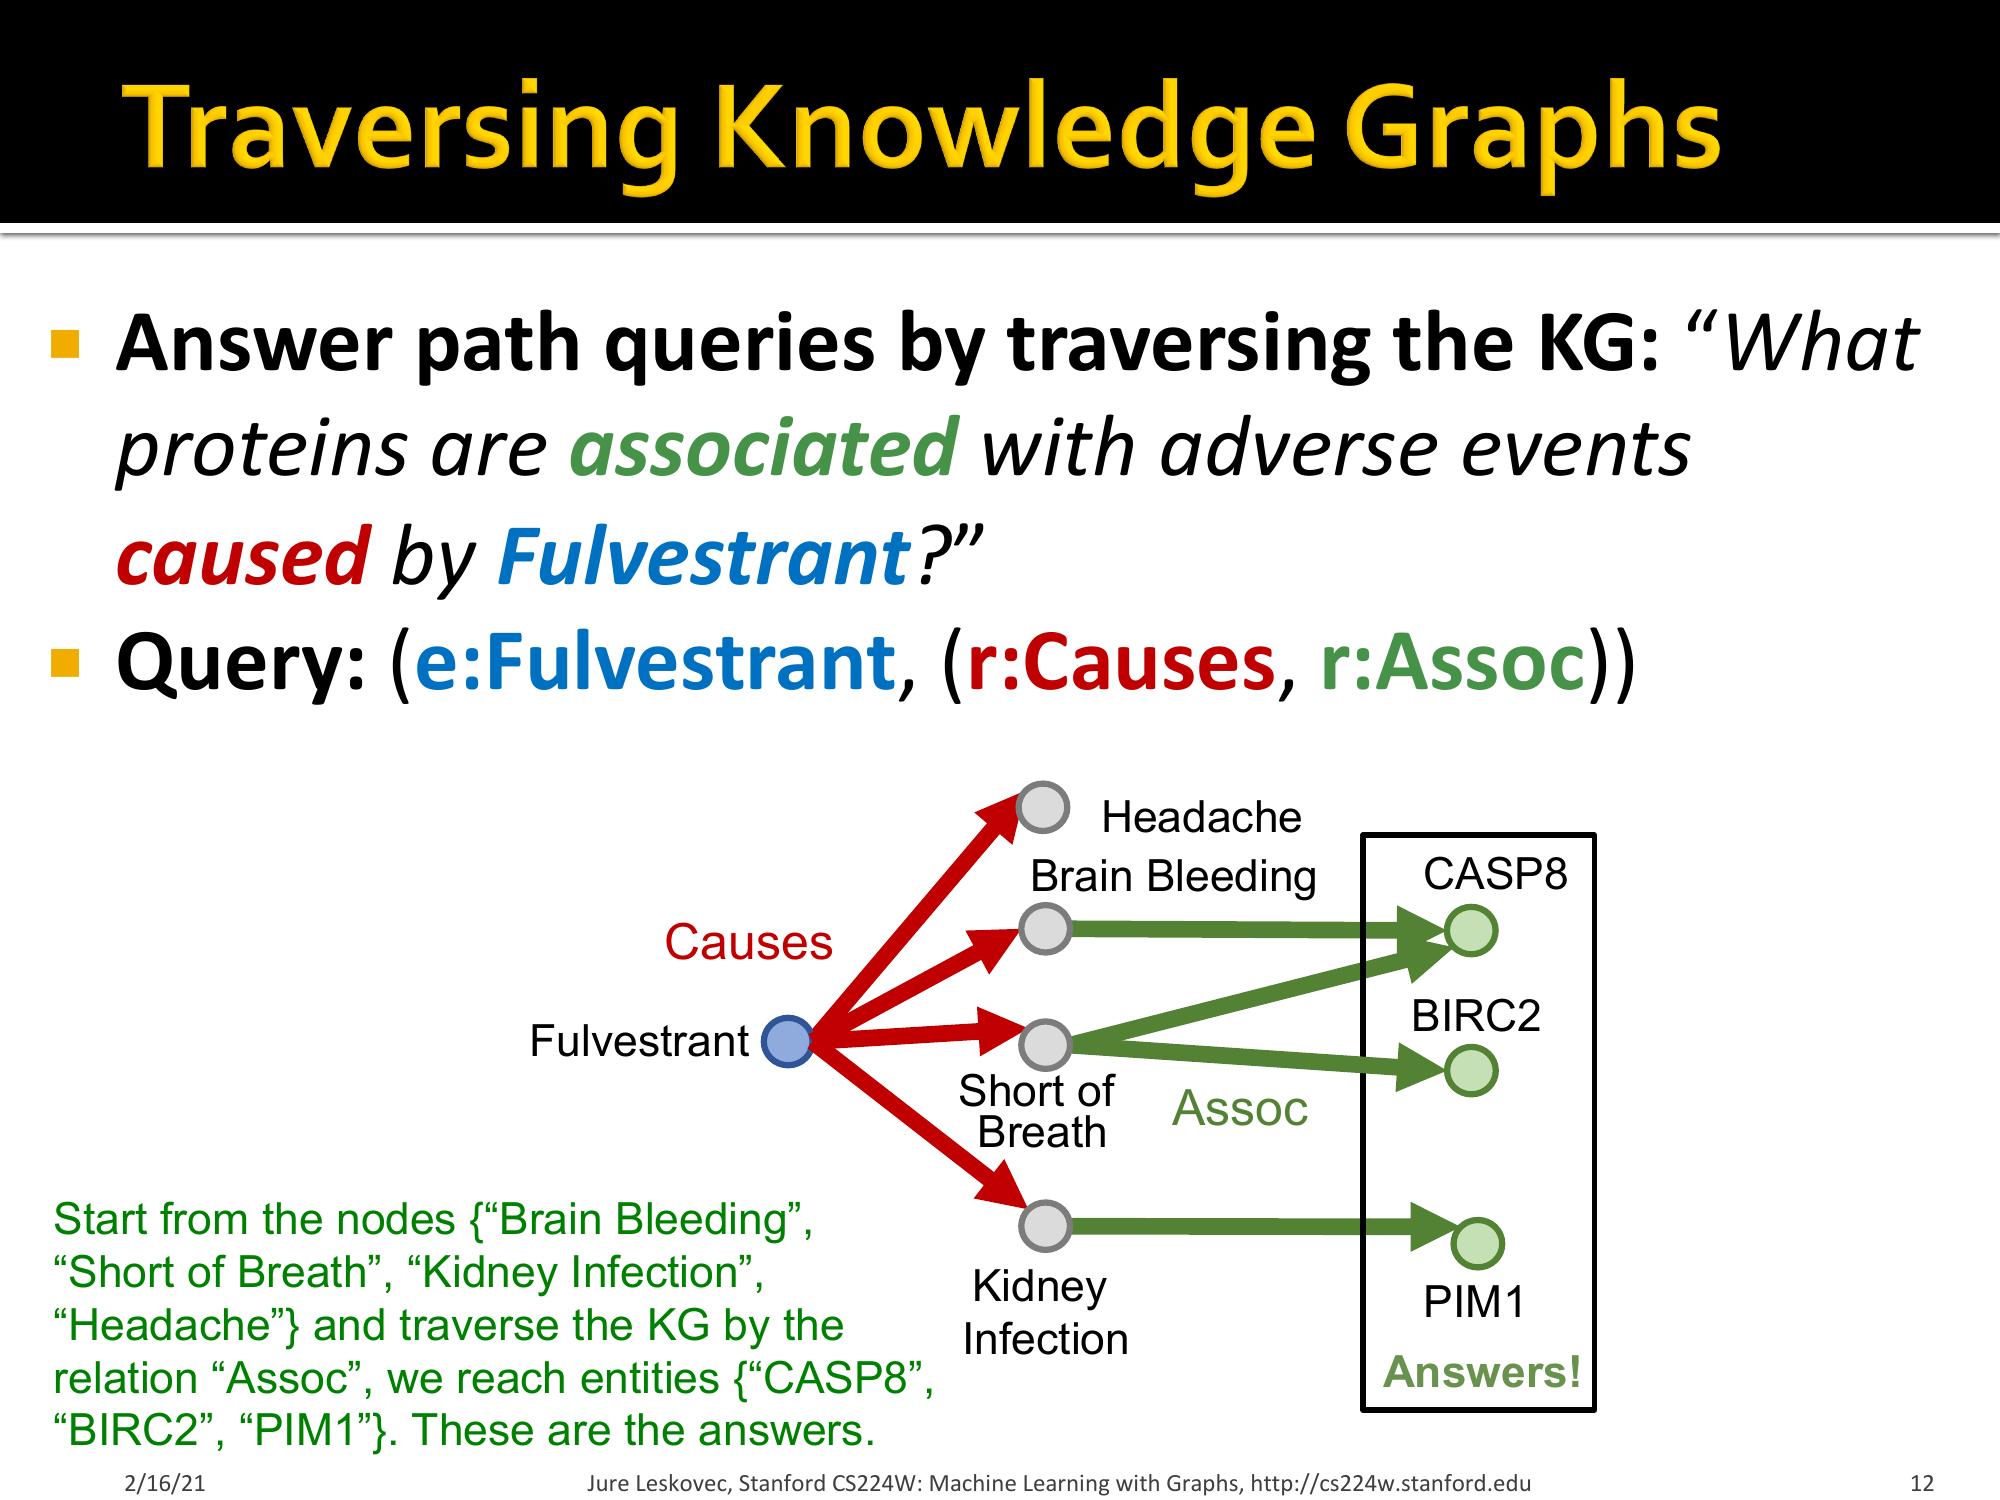 Traversing Knowledge Graphs
Answer path queries by traversing the KG: “What
proteins are associated with adverse events
caused by Fulvestrant?”
Query: (e:Fulvestrant, (r:Causes, r:Assoc))
Headache
Brain Bleeding
CASP8
Causes
BIRC2
Fulvestrant
Short of
Breath
Assoc
Kidney
Infection
PIM1
Answers!
Start from the nodes {“Brain Bleeding”,
“Short of Breath”, “Kidney Infection”,
“Headache”} and traverse the KG by the
relation “Assoc”, we reach entities {“CASP8”,
“BIRC2”, “PIM1”}. These are the answers.
2/16/21
Jure Leskovec, Stanford CS224W: Machine Learning with Graphs, http://cs224w.stanford.edu
12